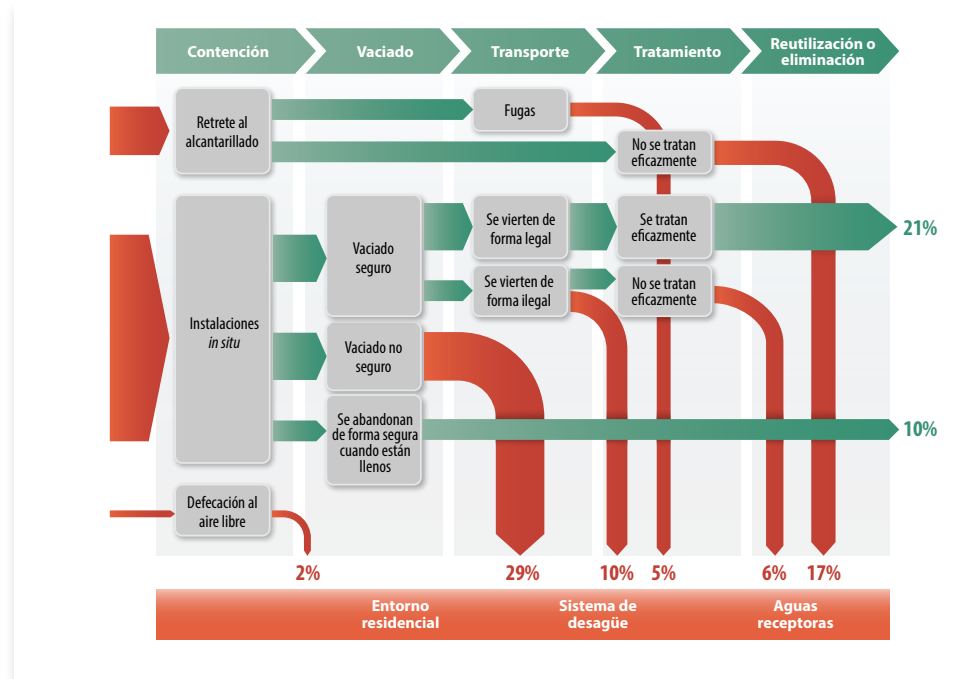 Contención
Vaciado
Transporte
Tratamiento
Reutilización o
eliminación
Retrete al
alcantarillado
Fugas
No se tratan
eficazmente
Instalaciones
in situ
Vaciado
seguro
Se vierten de
forma legal
Se tratan
eficazmente
21%
Se vierten de
forma ilegal
No se tratan
eficazmente
Vaciado no
seguro
Se abandonan
de forma segura
cuando están
llenos
10%
Defecación al
aire libre
2%
29%
10%
5%
6%
17%
Entorno
residencial
Sistema de
desagüe
Aguas
receptoras